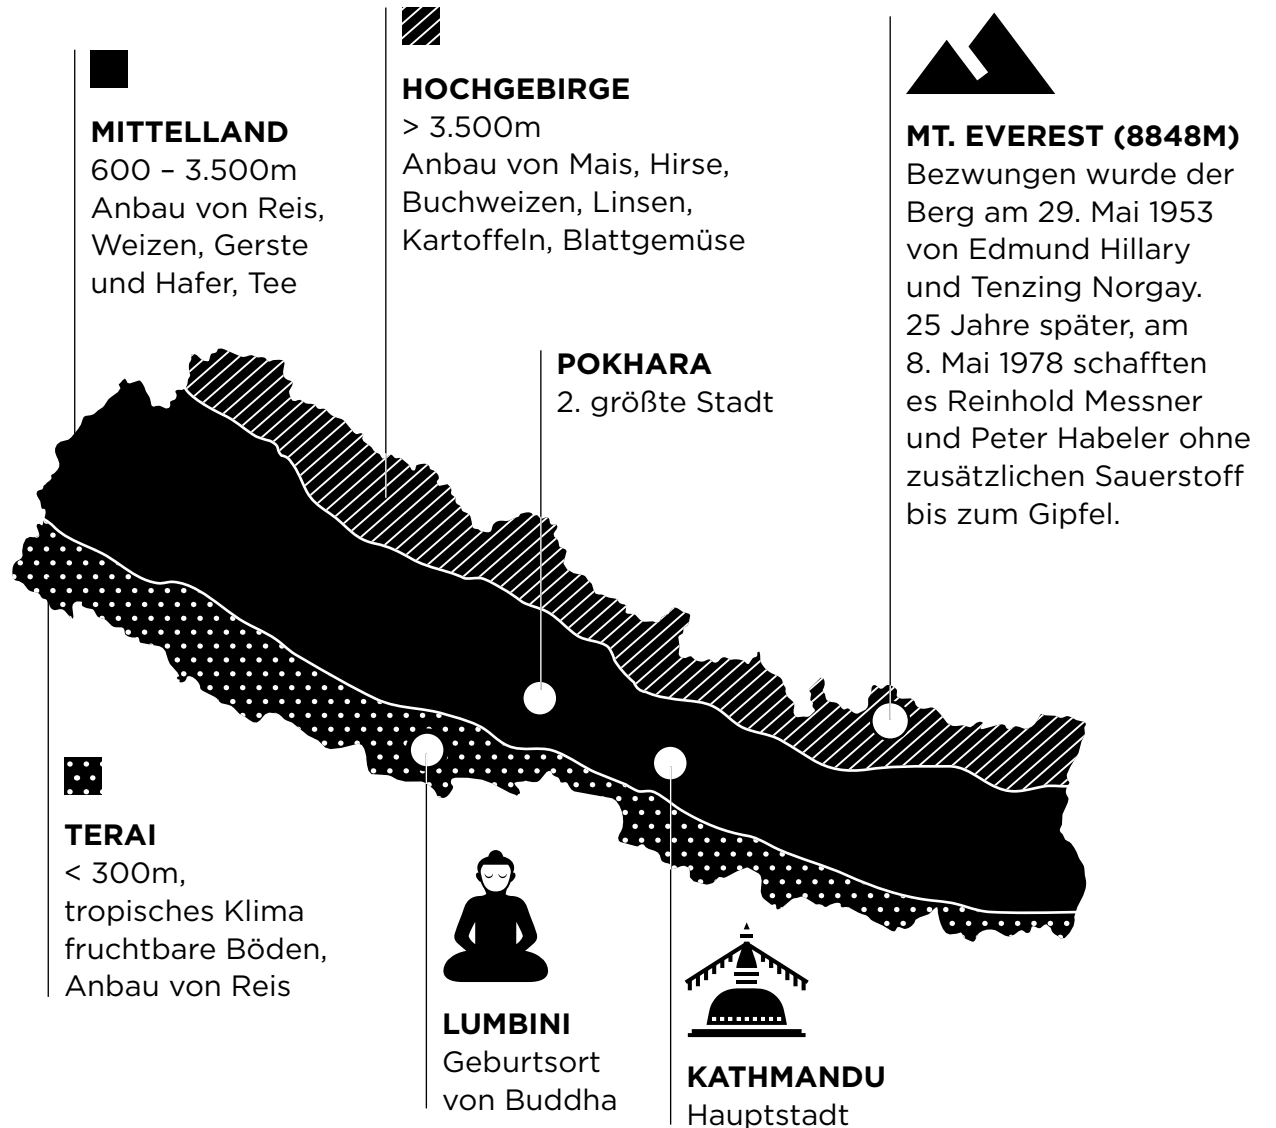 MITTELLAND
600 – 3.500m
Anbau von Reis,
Weizen, Gerste
und Hafer, Tee
HOCHGEBIRGE
> 3.500m
Anbau von Mais, Hirse,
Buchweizen, Linsen,
Kartoffeln, Blattgemüse
MT. EVEREST (8848M)
Bezwungen wurde der
Berg am 29. Mai 1953
von Edmund Hillary
und Tenzing Norgay.
25 Jahre später, am
8. Mai 1978 schafften
es Reinhold Messner
und Peter Habeler ohne
zusätzlichen Sauerstoff
bis zum Gipfel.
POKHARA
2. größte Stadt
TERAI
< 300m,
tropisches Klima
fruchtbare Böden,
Anbau von Reis
LUMBINI
Geburtsort
von Buddha
KATHMANDU
Hauptstadt